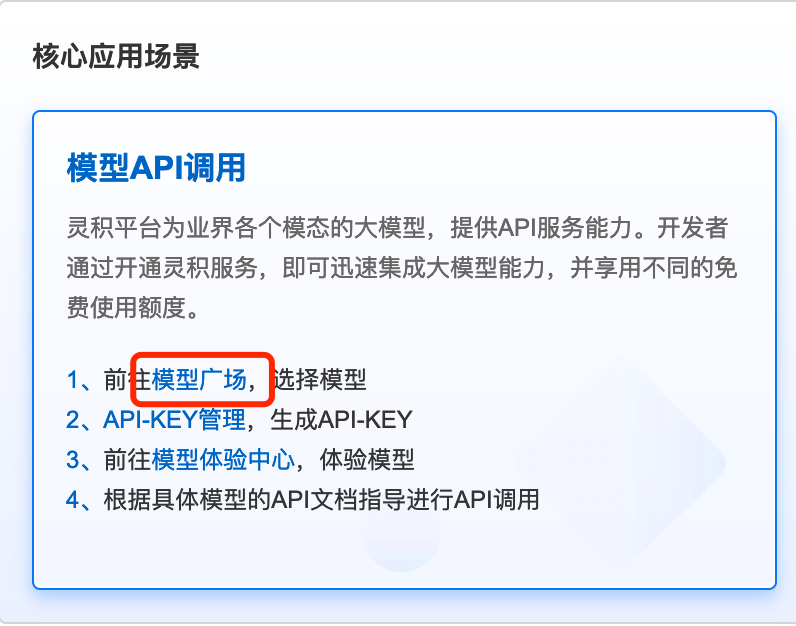 核心应用场景
模型API调用
灵积平台为业界各个模态的大模型，提供API服务能力。开发者
通过开通灵积服务，即可迅速集成大模型能力，并享用不同的免
费使用额度。
1、前往模型广场，选择模型
2、API-KEY管理，生成API-KEY
3、前往模型体验中心，体验模型
4、根据具体模型的API文档指导进行API调用